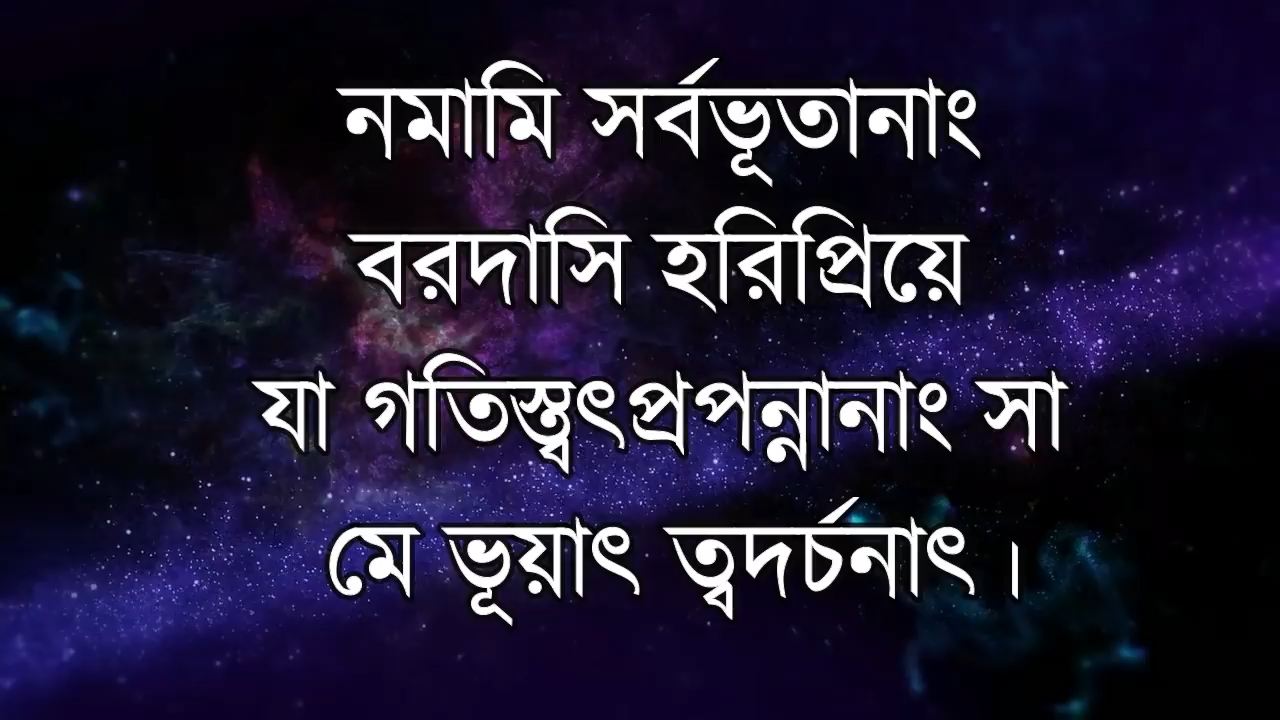 নমামি সর্বভূতানাং
বরদাসি হরিপ্রিয়ে
যা গতিস্ত্বৎপ্রপন্নানাং সা
মে ভূয়াৎ ত্বদর্চনাৎ ।